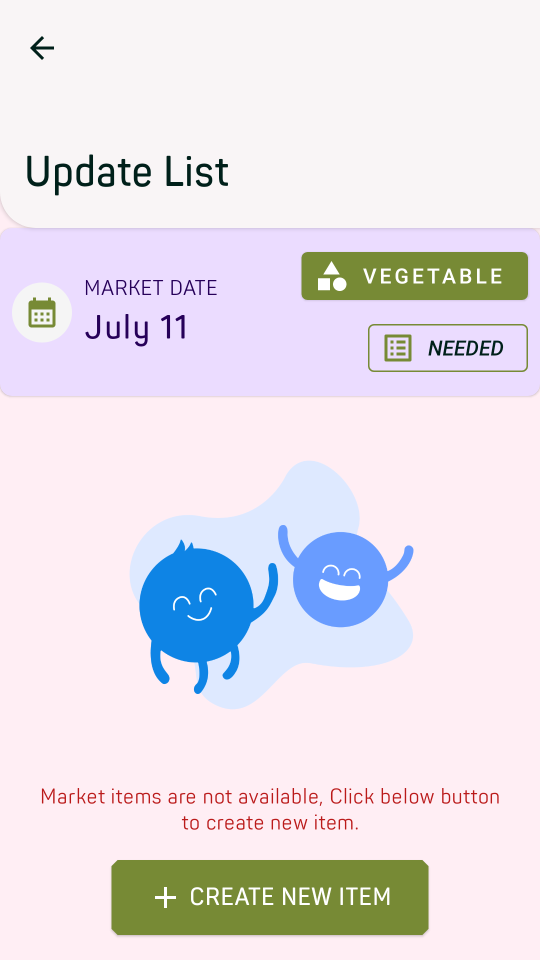 Update List
MARKET DATE
July 11
VEGETABLE
NEEDED
Market items are not available, Click below button
to create new item.
CREATE NEW ITEM